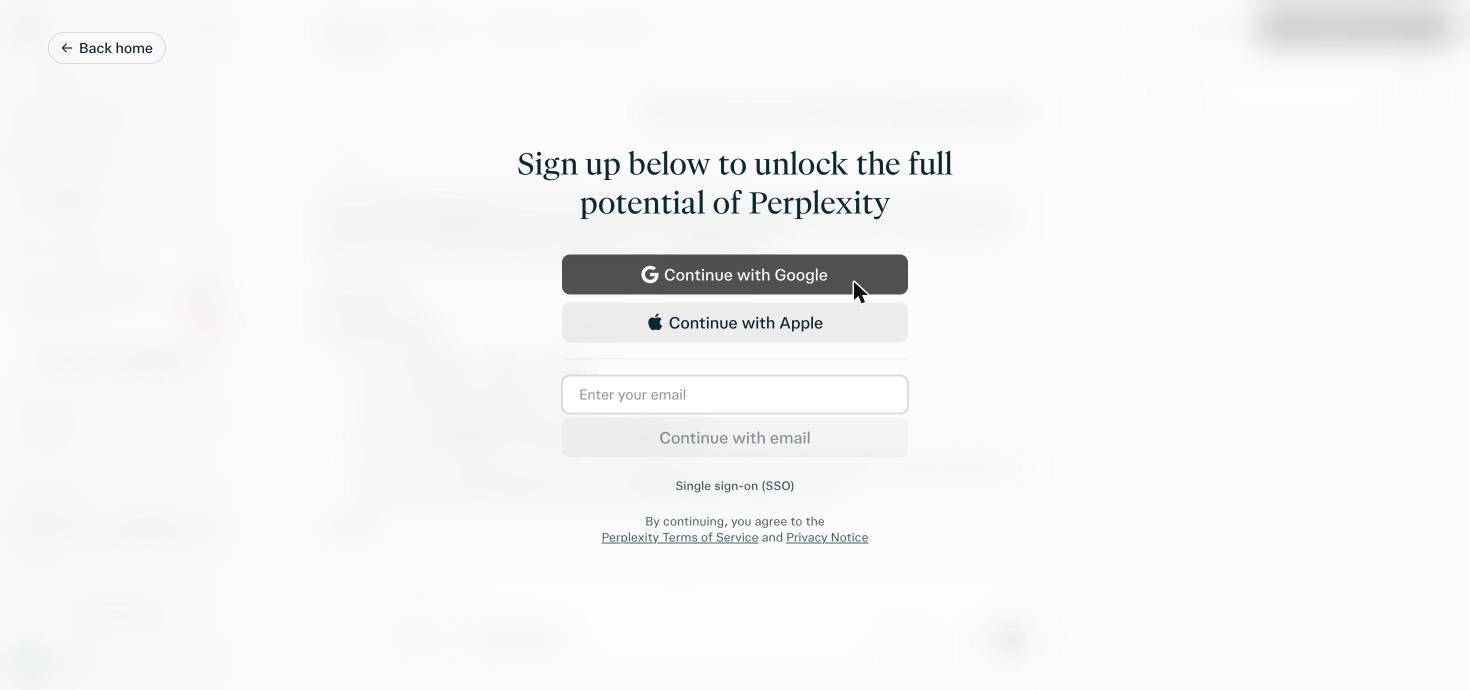 Back home
Sign up below to unlock the full
potential of Perplexity
Continue with Google
Continue with Apple
Enter your email
Continue with email
Single sign-on (SSO)
By continuing, you agree to the
Perplexity Terms of Service and Privacy Notice